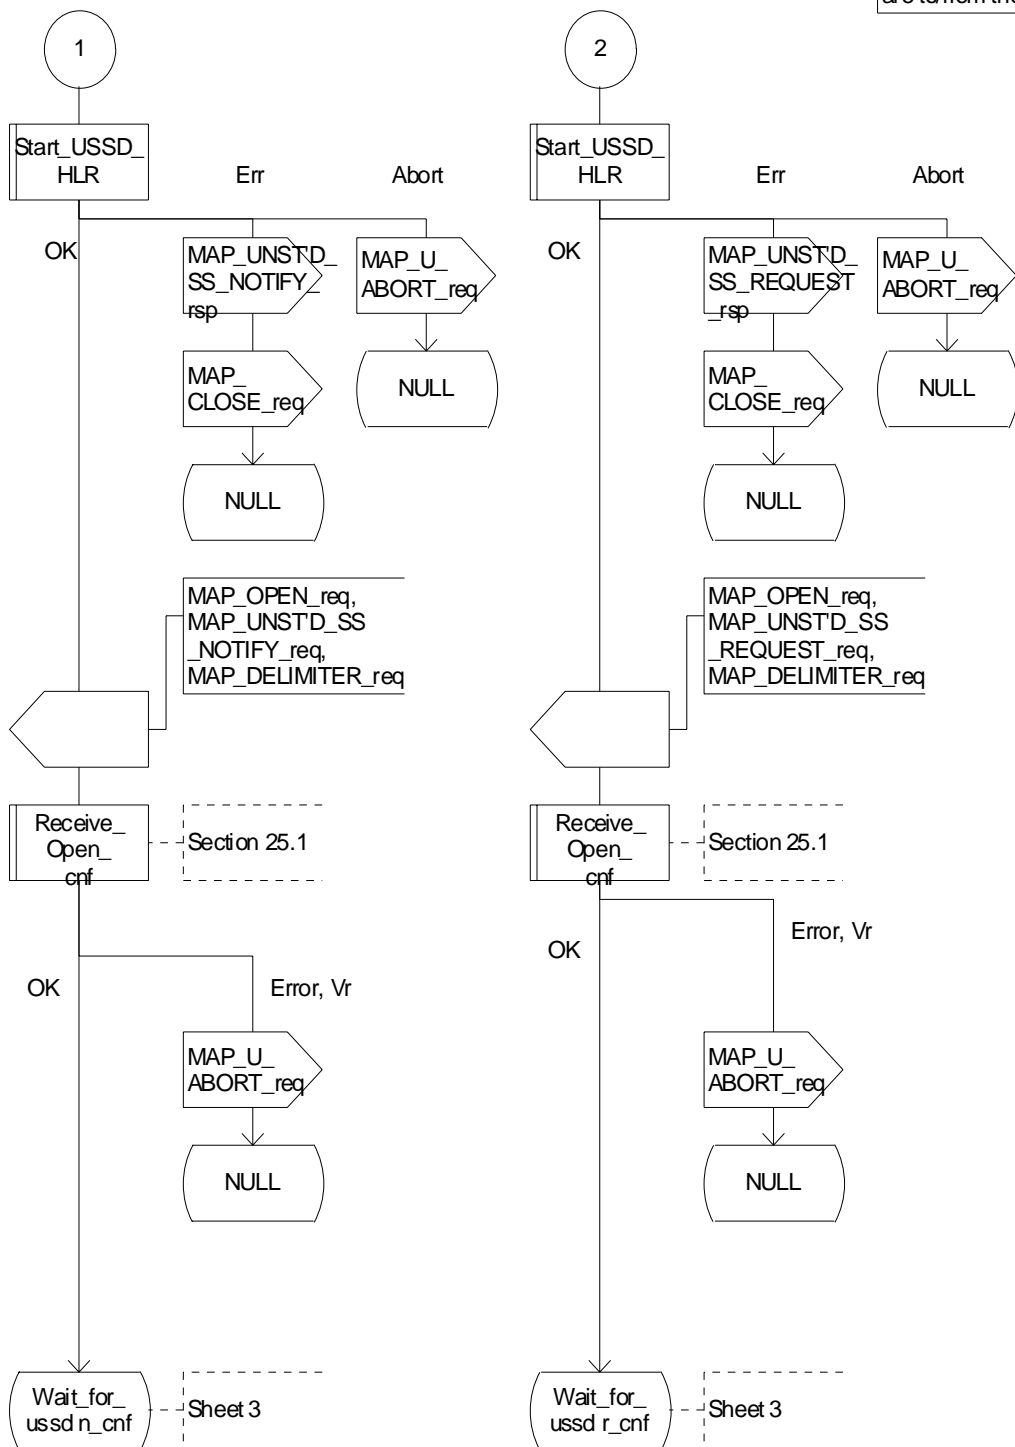 1
Start_USSD_
HLR
Err
Abort
OK
MAP_UNST'D_
SS_NOTIFY_
rsp
MAP_U_
ABORT_req
MAP_
CLOSE_req
NULL
NULL
MAP_OPEN_req,
MAP_UNST'D_SS
_NOTIFY_req,
MAP_DELIMITER_req
Receive_
Open_
cnf
Section 25.1
OK
Error, Vr
MAP_U_
ABORT_req
NULL
Wait_for_
ussd n_cnf
Sheet 3
2
Start_USSD_
HLR
Err
Abort
OK
MAP_UNST'D_
SS_REQUEST
_rsp
MAP_U_
ABORT_req
MAP_
CLOSE_req
NULL
NULL
MAP_OPEN_req,
MAP_UNST'D_SS
_REQUEST_req,
MAP_DELIMITER_req
Receive_
Open_
cnf
Section 25.1
OK
Error, Vr
MAP_U_
ABORT_req
NULL
Wait_for_
ussd r_cnf
Sheet 3